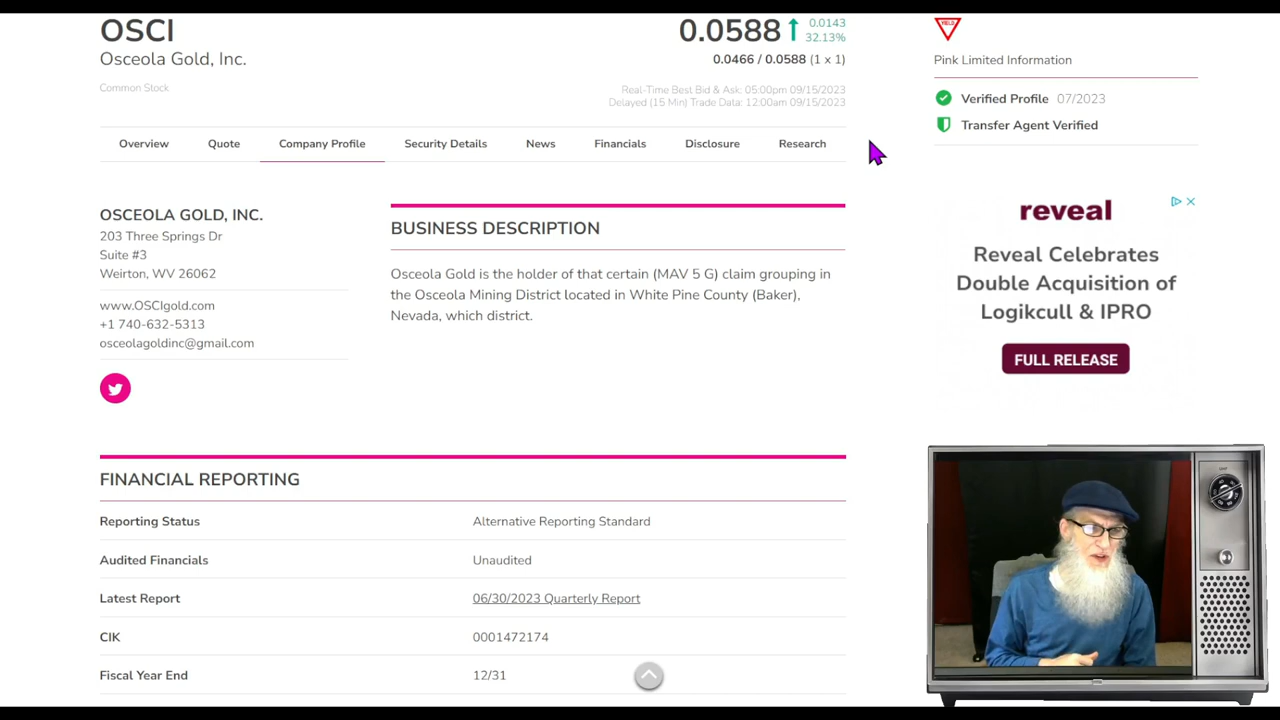 OSCI
Osceola Gold, Inc.
Common Stock
0.0588
0.0143
32.13%
0.0466 / 0.0588 (1 x 1)
Real-Time Best Bid & Ask: 05:00pm 09/15/2023
Delayed (15 Min) Trade Data: 12:00am 09/15/2023
YIELD
Pink Limited Information
Verified Profile 07/2023
Transfer Agent Verified
Overview Quote Company Profile Security Details News Financials Disclosure Research
OSCEOLA GOLD, INC.
203 Three Springs Dr
Suite #3
Weirton, WV 26062
www.OSCIgold.com
+1 740-632-5313
osceolagoldinc@gmail.com
BUSINESS DESCRIPTION
Osceola Gold is the holder of that certain (MAV 5 G) claim grouping in
the Osceola Mining District located in White Pine County (Baker),
Nevada, which district.
reveal
Reveal Celebrates
Double Acquisition of
Logikcull & IPRO
FULL RELEASE
FINANCIAL REPORTING
Reporting Status Alternative Reporting Standard
Audited Financials Unaudited
Latest Report 06/30/2023 Quarterly Report
CIK 0001472174
Fiscal Year End 12/31